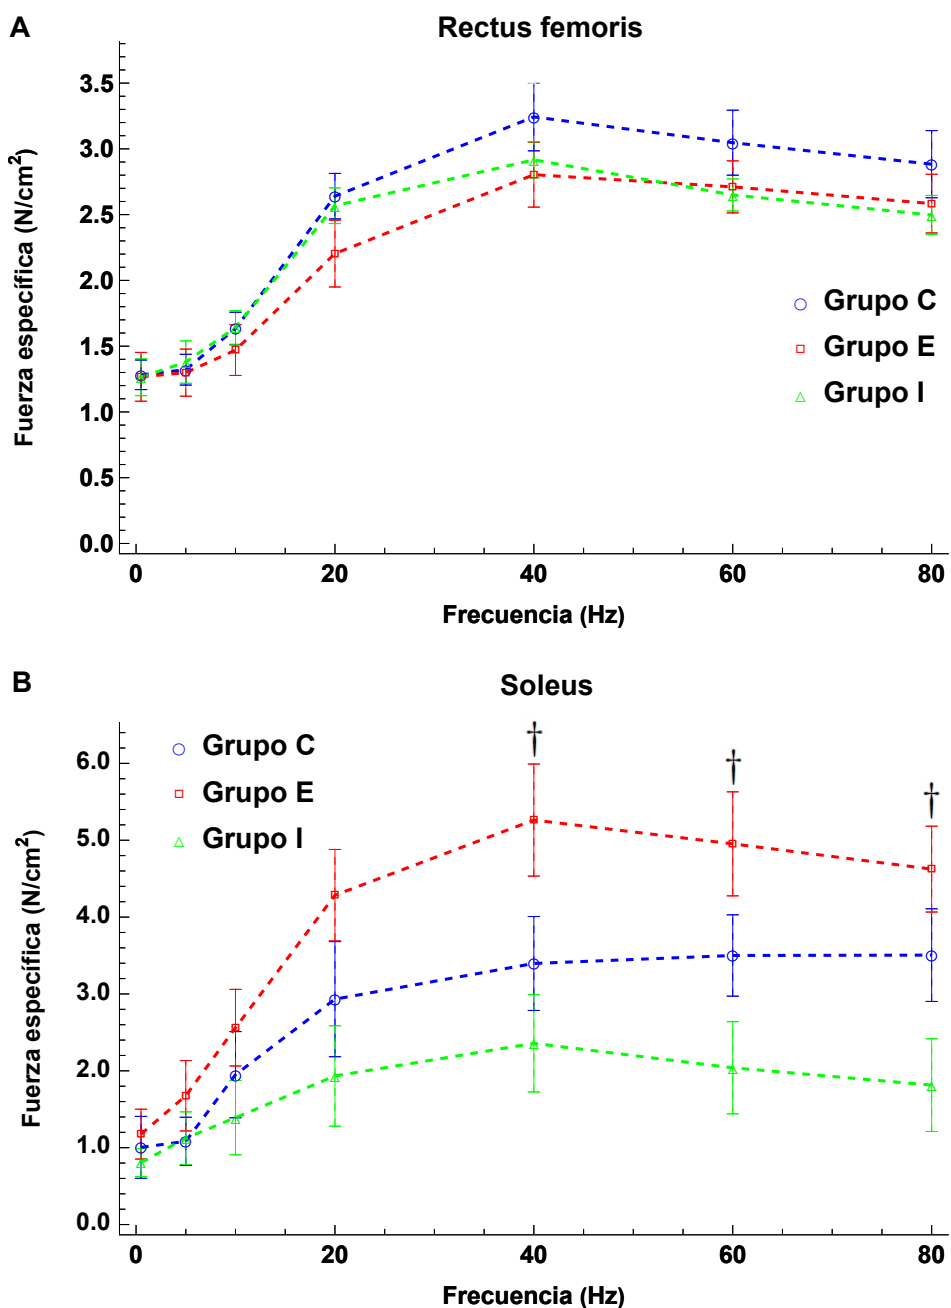 A
Rectus femoris
3.5
3.0
2.5
2.0
1.5
1.0
0.5
0.0
Fuerza específica (N/cm²)
Grupo C
Grupo E
Grupo I
0 20 40 60 80
Frecuencia (Hz)
B
Soleus
Grupo C
Grupo E
Grupo I
† † †
6.0
5.0
4.0
3.0
2.0
1.0
0.0
Fuerza específica (N/cm²)
0 20 40 60 80
Frecuencia (Hz)